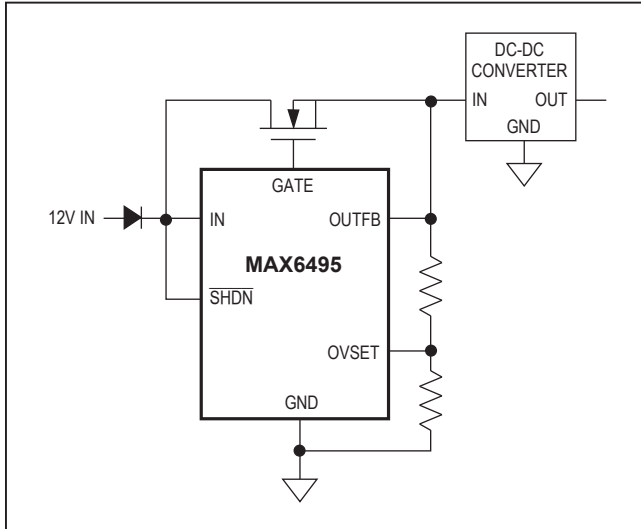 DC-DC
CONVERTER
IN OUT
GND
GATE
12V IN
IN OUTFB
MAX6495
SHDN
OVSET
GND